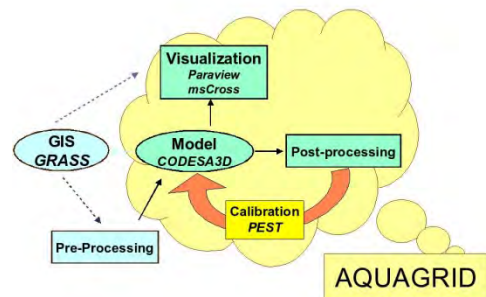 Visualization
Paraview
msCross
GIS
GRASS
Model
CODESA3D
Post-processing
Calibration
PEST
Pre-Processing
AQUAGRID